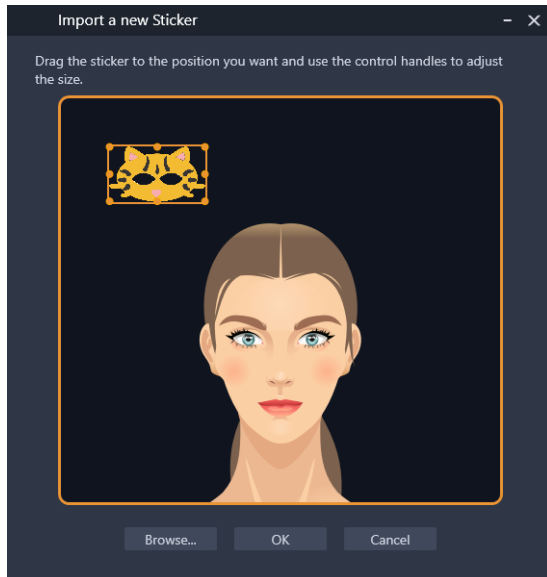 Import a new Sticker
Drag the sticker to the position you want and use the control handles to adjust
the size.
Browse...
OK
Cancel